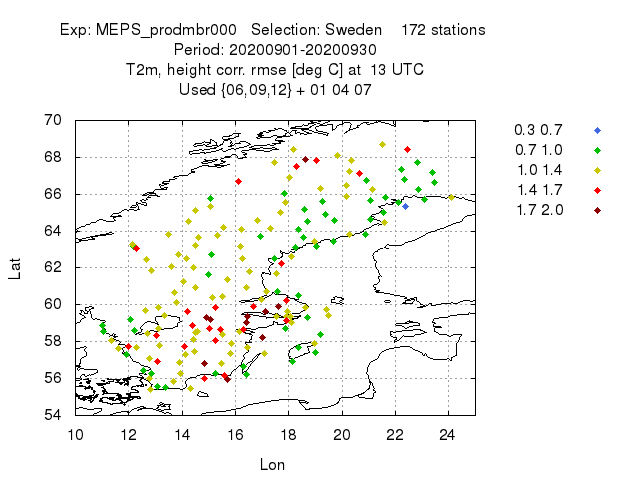 Exp: MEPS_prodmbr000   Selection: Sweden    172 stations
Period: 20200901-20200930
T2m, height corr. rmse [deg C] at  13 UTC
Used {06,09,12} + 01 04 07
70
68
66
64
62
60
58
56
54
Lat
10 12 14 16 18 20 22 24
Lon
0.3 0.7
0.7 1.0
1.0 1.4
1.4 1.7
1.7 2.0